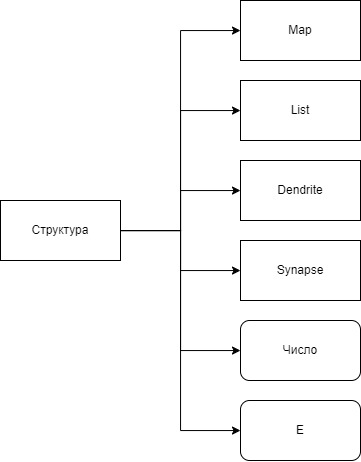 Map
List
Dendrite
Структура
Synapse
Число
E